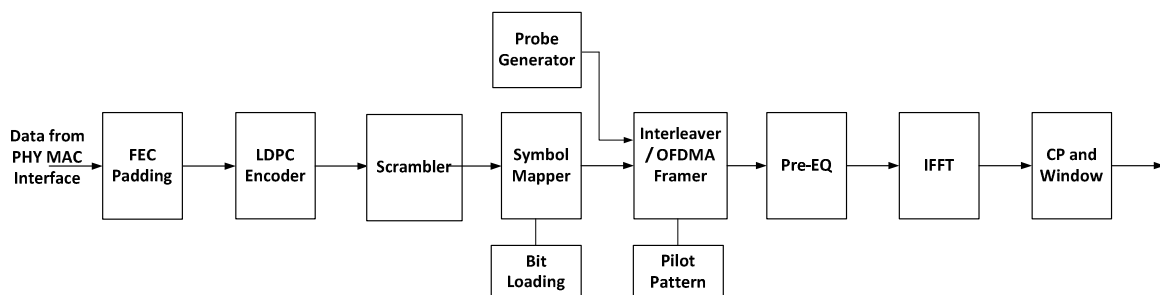 Probe
Generator
Data from
PHY MAC
Interface
FEC
Padding
LDPC
Encoder
Scrambler
Symbol
Mapper
Interleaver
/ OFDMA
Framer
Pre-EQ
IFFT
CP and
Window
Bit
Loading
Pilot
Pattern